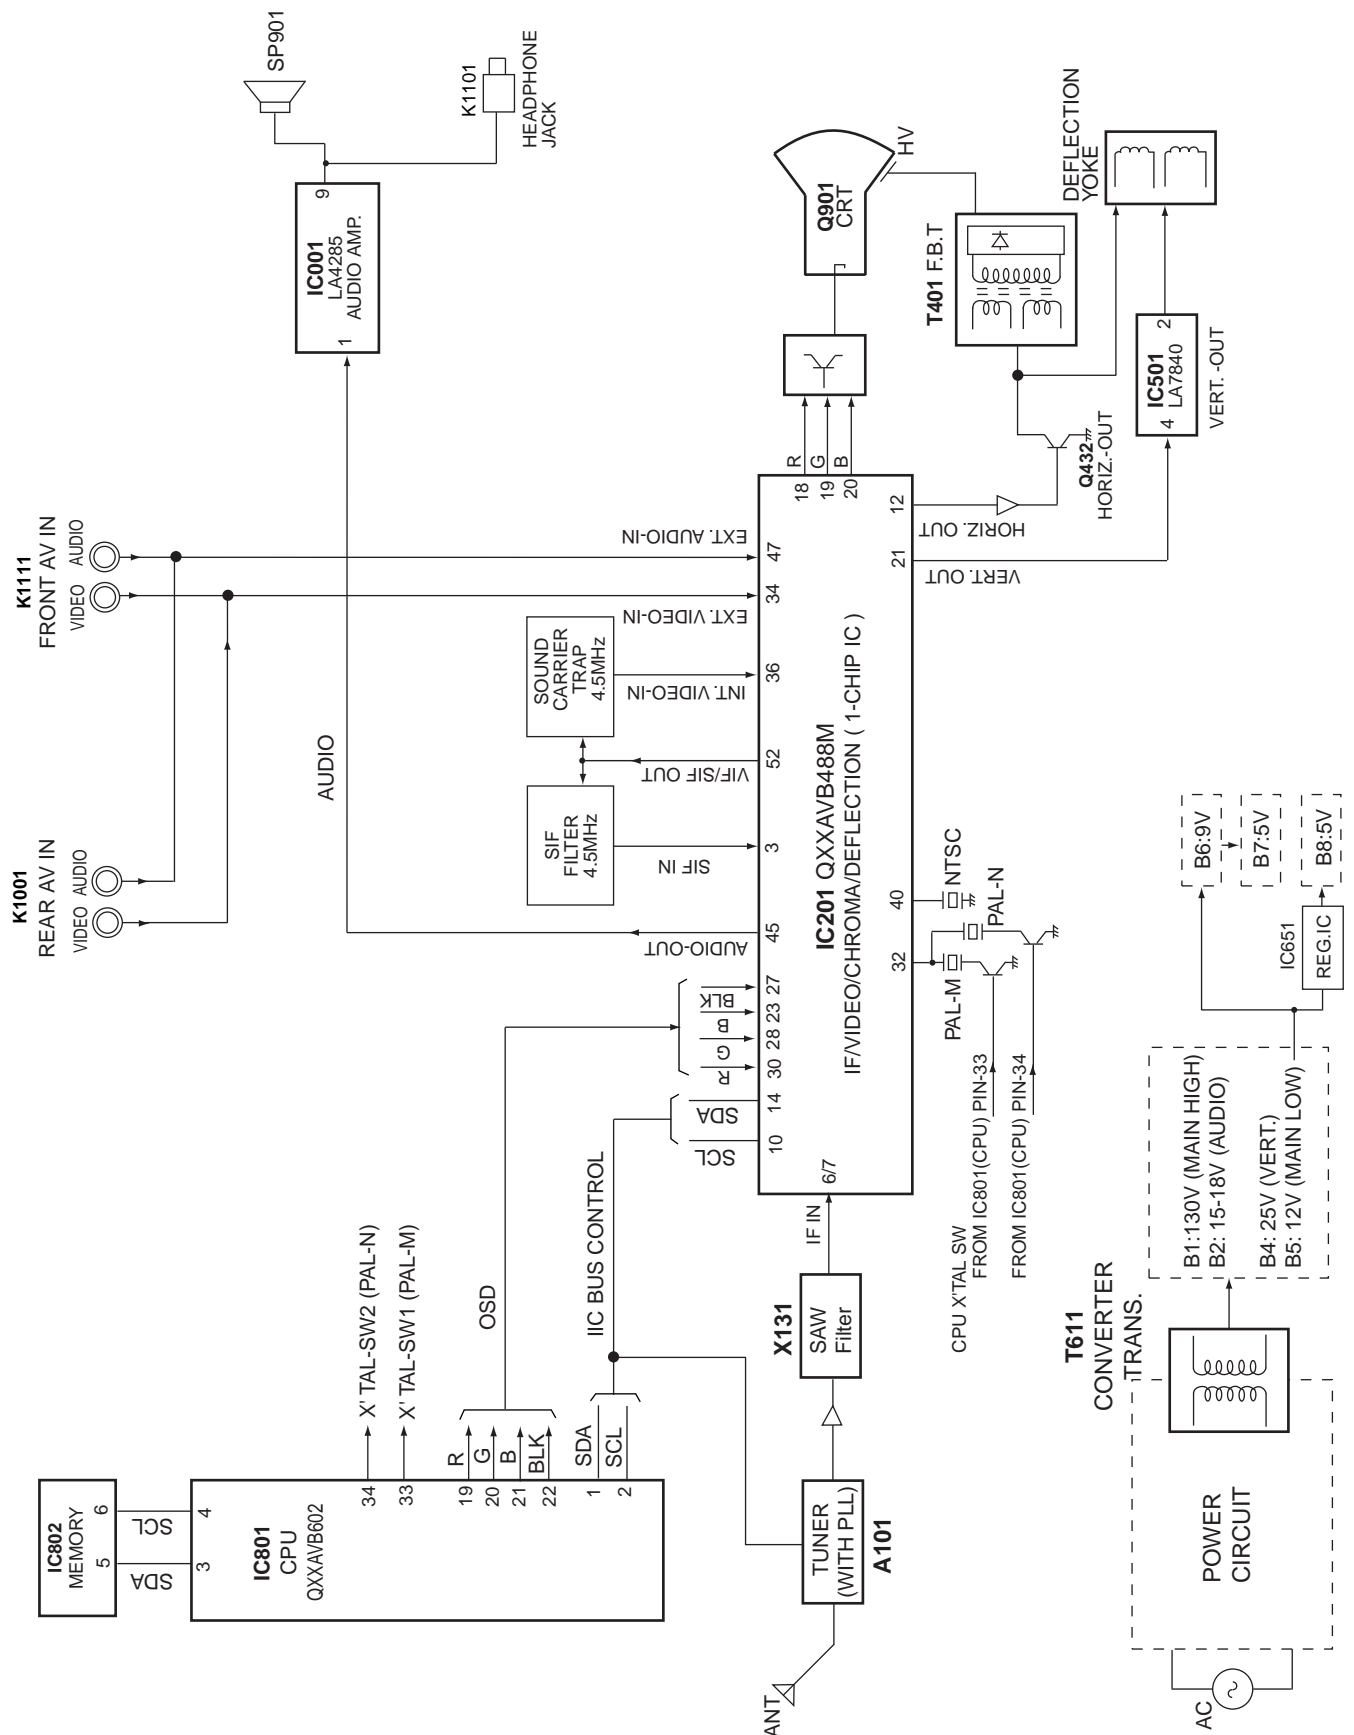 IC802
MEMORY
5
6
SDA
SCL
3
4
IC801
CPU
QXXAVB602
34
X' TAL-SW2 (PAL-N)
33
X' TAL-SW1 (PAL-M)
19
R
20
G
21
B
22
BLK
OSD
1
SDA
2
SCL
IIC BUS CONTROL
ANT
TUNER
(WITH PLL)
A101
X131
SAW
Filter
IF IN
6/7
K1001
REAR AV IN
VIDEO
AUDIO
K1111
FRONT AV IN
VIDEO
AUDIO
AUDIO
IC001
LA4285
AUDIO AMP.
1
9
SP901
K1101
HEADPHONE
JACK
SIF
FILTER
4.5MHz
SOUND
CARRIER
TRAP
4.5MHz
SCL
SDA
R
G
B
BLK
AUDIO-OUT
SIF IN
VIF/SIF OUT
INT. VIDEO-IN
EXT. VIDEO-IN
EXT. AUDIO-IN
10
14
30
28
23
27
45
3
52
36
34
47
IC201 QXXAVB488M
IF/VIDEO/CHROMA/DEFLECTION ( 1-CHIP IC )
18
R
19
G
20
B
Q901
CRT
HV
32
40
21
12
NTSC
PAL-N
PAL-M
CPU X'TAL SW
FROM IC801(CPU) PIN-33
FROM IC801(CPU) PIN-34
VERT. OUT
HORIZ. OUT
Q432
HORIZ.-OUT
T401 F.B.T
4
IC501
LA7840
2
VERT. -OUT
DEFLECTION
YOKE
AC
POWER
CIRCUIT
T611
CONVERTER
TRANS.
B1:130V (MAIN HIGH)
B2: 15-18V (AUDIO)
B4: 25V (VERT.)
B5: 12V (MAIN LOW)
IC651
REG.IC
B6:9V
B7:5V
B8:5V